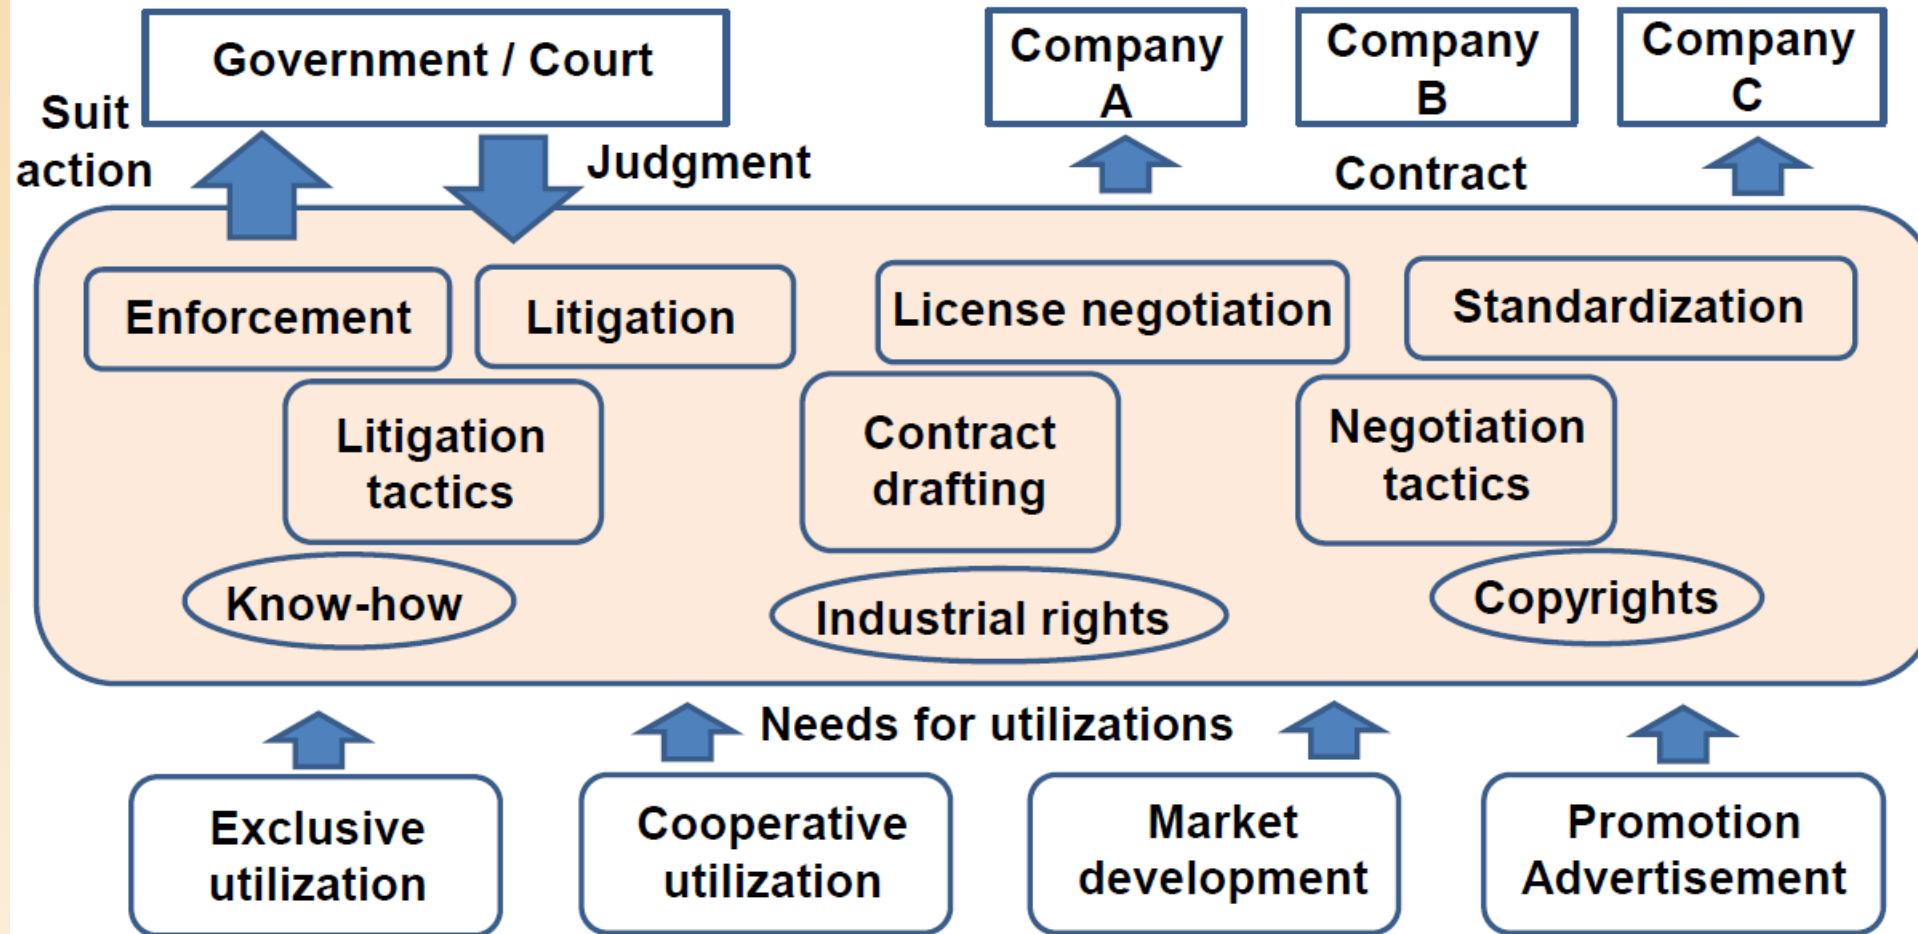 Government / Court
Company
A
Company
B
Company
C
Suit
action
Judgment
Contract
Enforcement
Litigation
License negotiation
Standardization
Litigation
tactics
Contract
drafting
Negotiation
tactics
Know-how
Industrial rights
Copyrights
Needs for utilizations
Exclusive
utilization
Cooperative
utilization
Market
development
Promotion
Advertisement